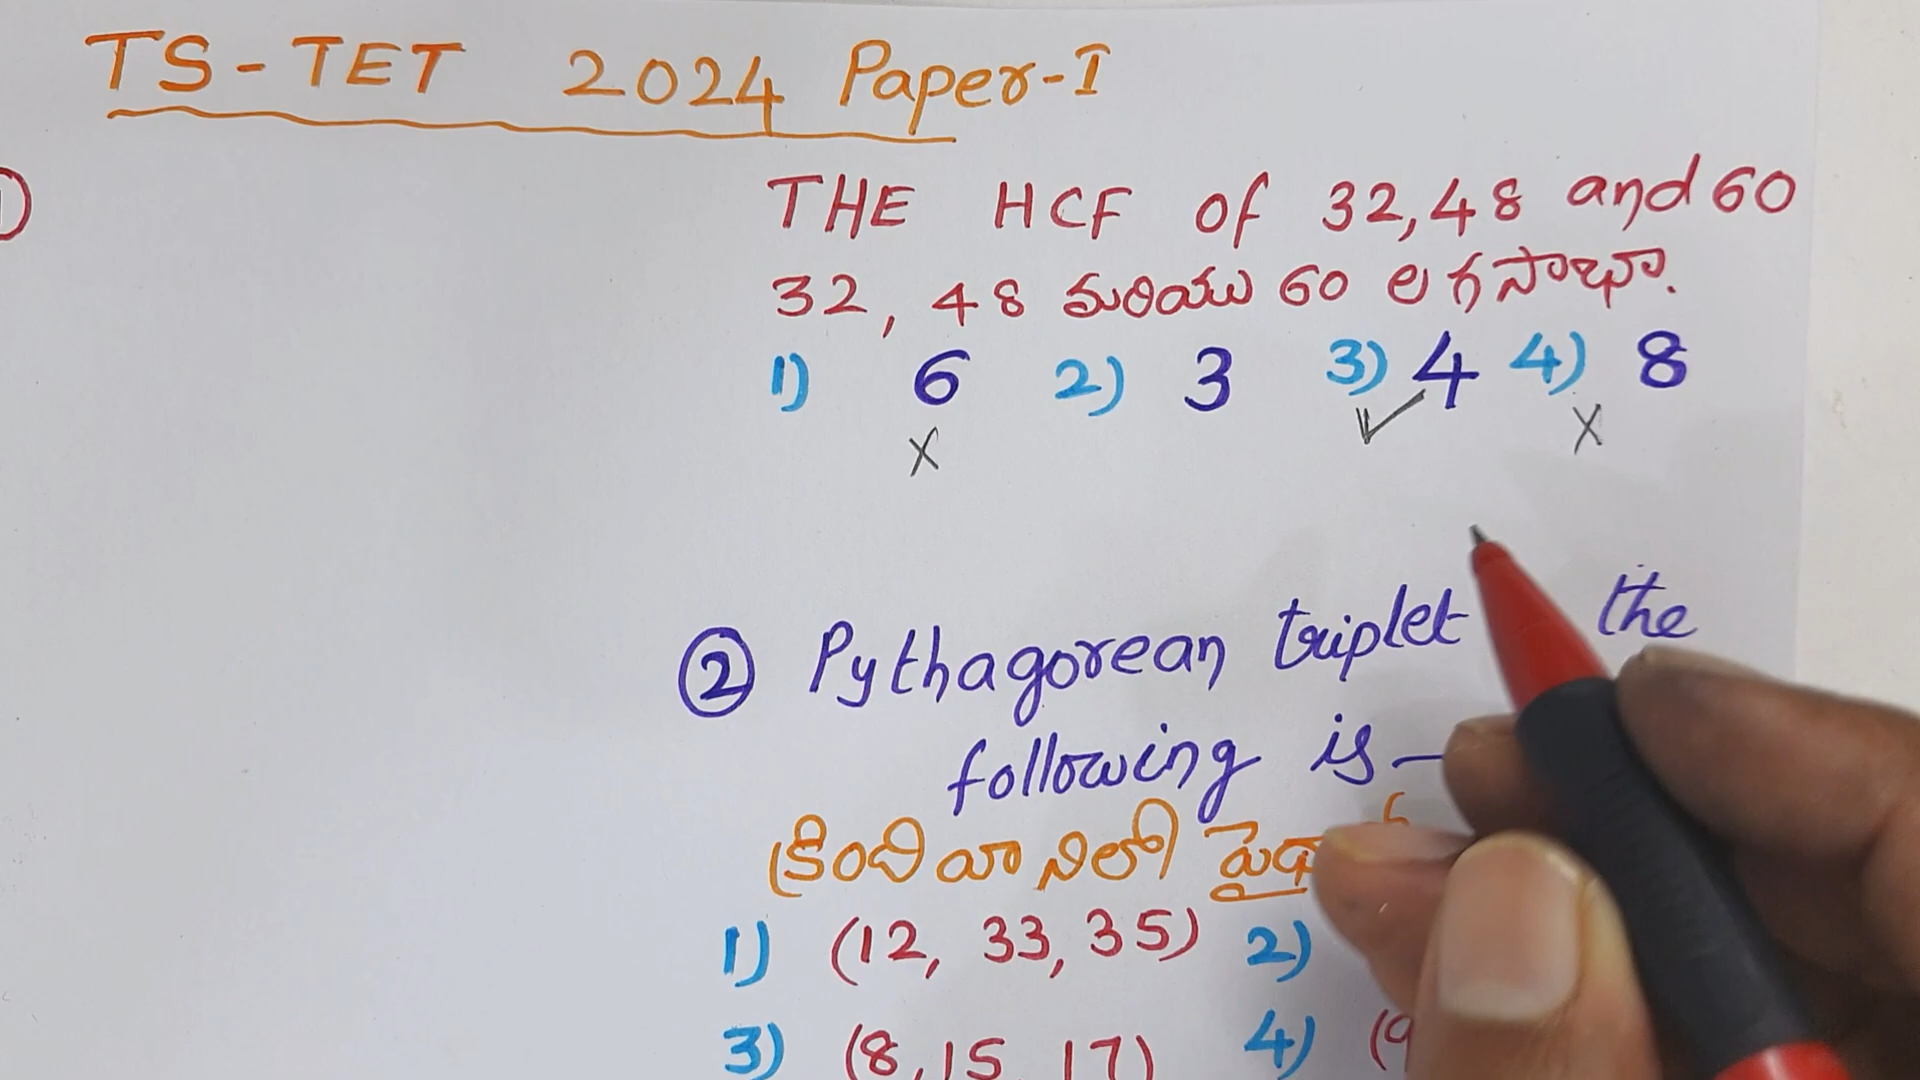 TS-TET 2024 Paper-I
THE HCF of 32,48 and 60
32, 48 మరియు 60 ల గసాభా.
1) 6 2) 3 3) 4 4) 8
② Pythagorean triplet the
following is —
క్రింది వానిలో
1) (12, 33, 35) 2)
3) (8, 15, 17) 4) (9